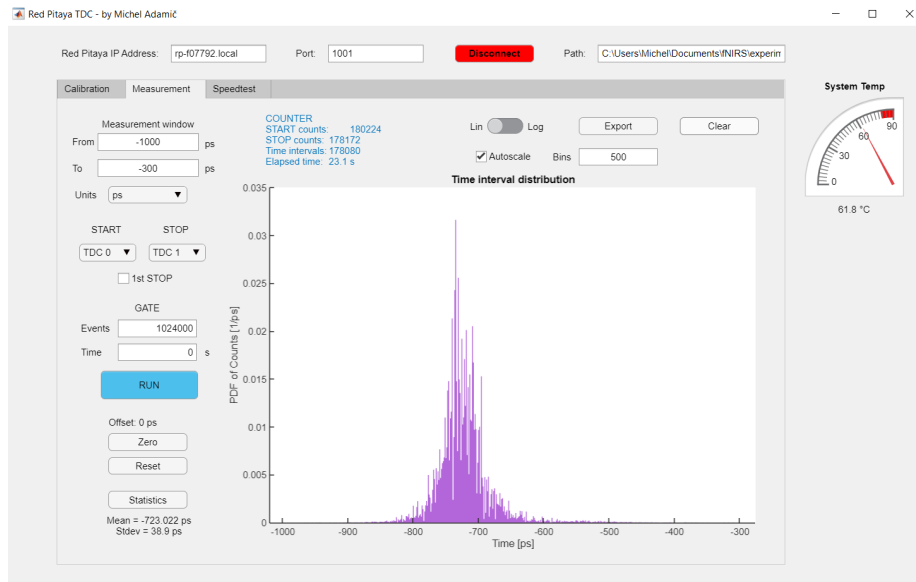 Red Pitaya TDC - by Michel Adamič
Red Pitaya IP Address: rp-f07792.local Port: 1001 Disconnect Path: C:\Users\Michel\Documents\fNIRS\experim
Calibration Measurement Speedtest
System Temp
0 30 60 90
61.8 °C
Measurement window
From -1000 ps
To -300 ps
Units ps
START STOP
TDC 0 TDC 1
1st STOP
GATE
Events 1024000
Time 0 s
RUN
Offset: 0 ps
Zero
Reset
Statistics
Mean = -723.022 ps
Stdev = 38.9 ps
COUNTER
START counts: 180224
STOP counts: 178172
Time intervals: 178080
Elapsed time: 23.1 s
Lin Log Export Clear
Autoscale Bins 500
Time interval distribution
0.035
0.03
0.025
0.02
0.015
0.01
0.005
0
PDF of Counts [1/ps]
-1000 -900 -800 -700 -600 -500 -400 -300
Time [ps]